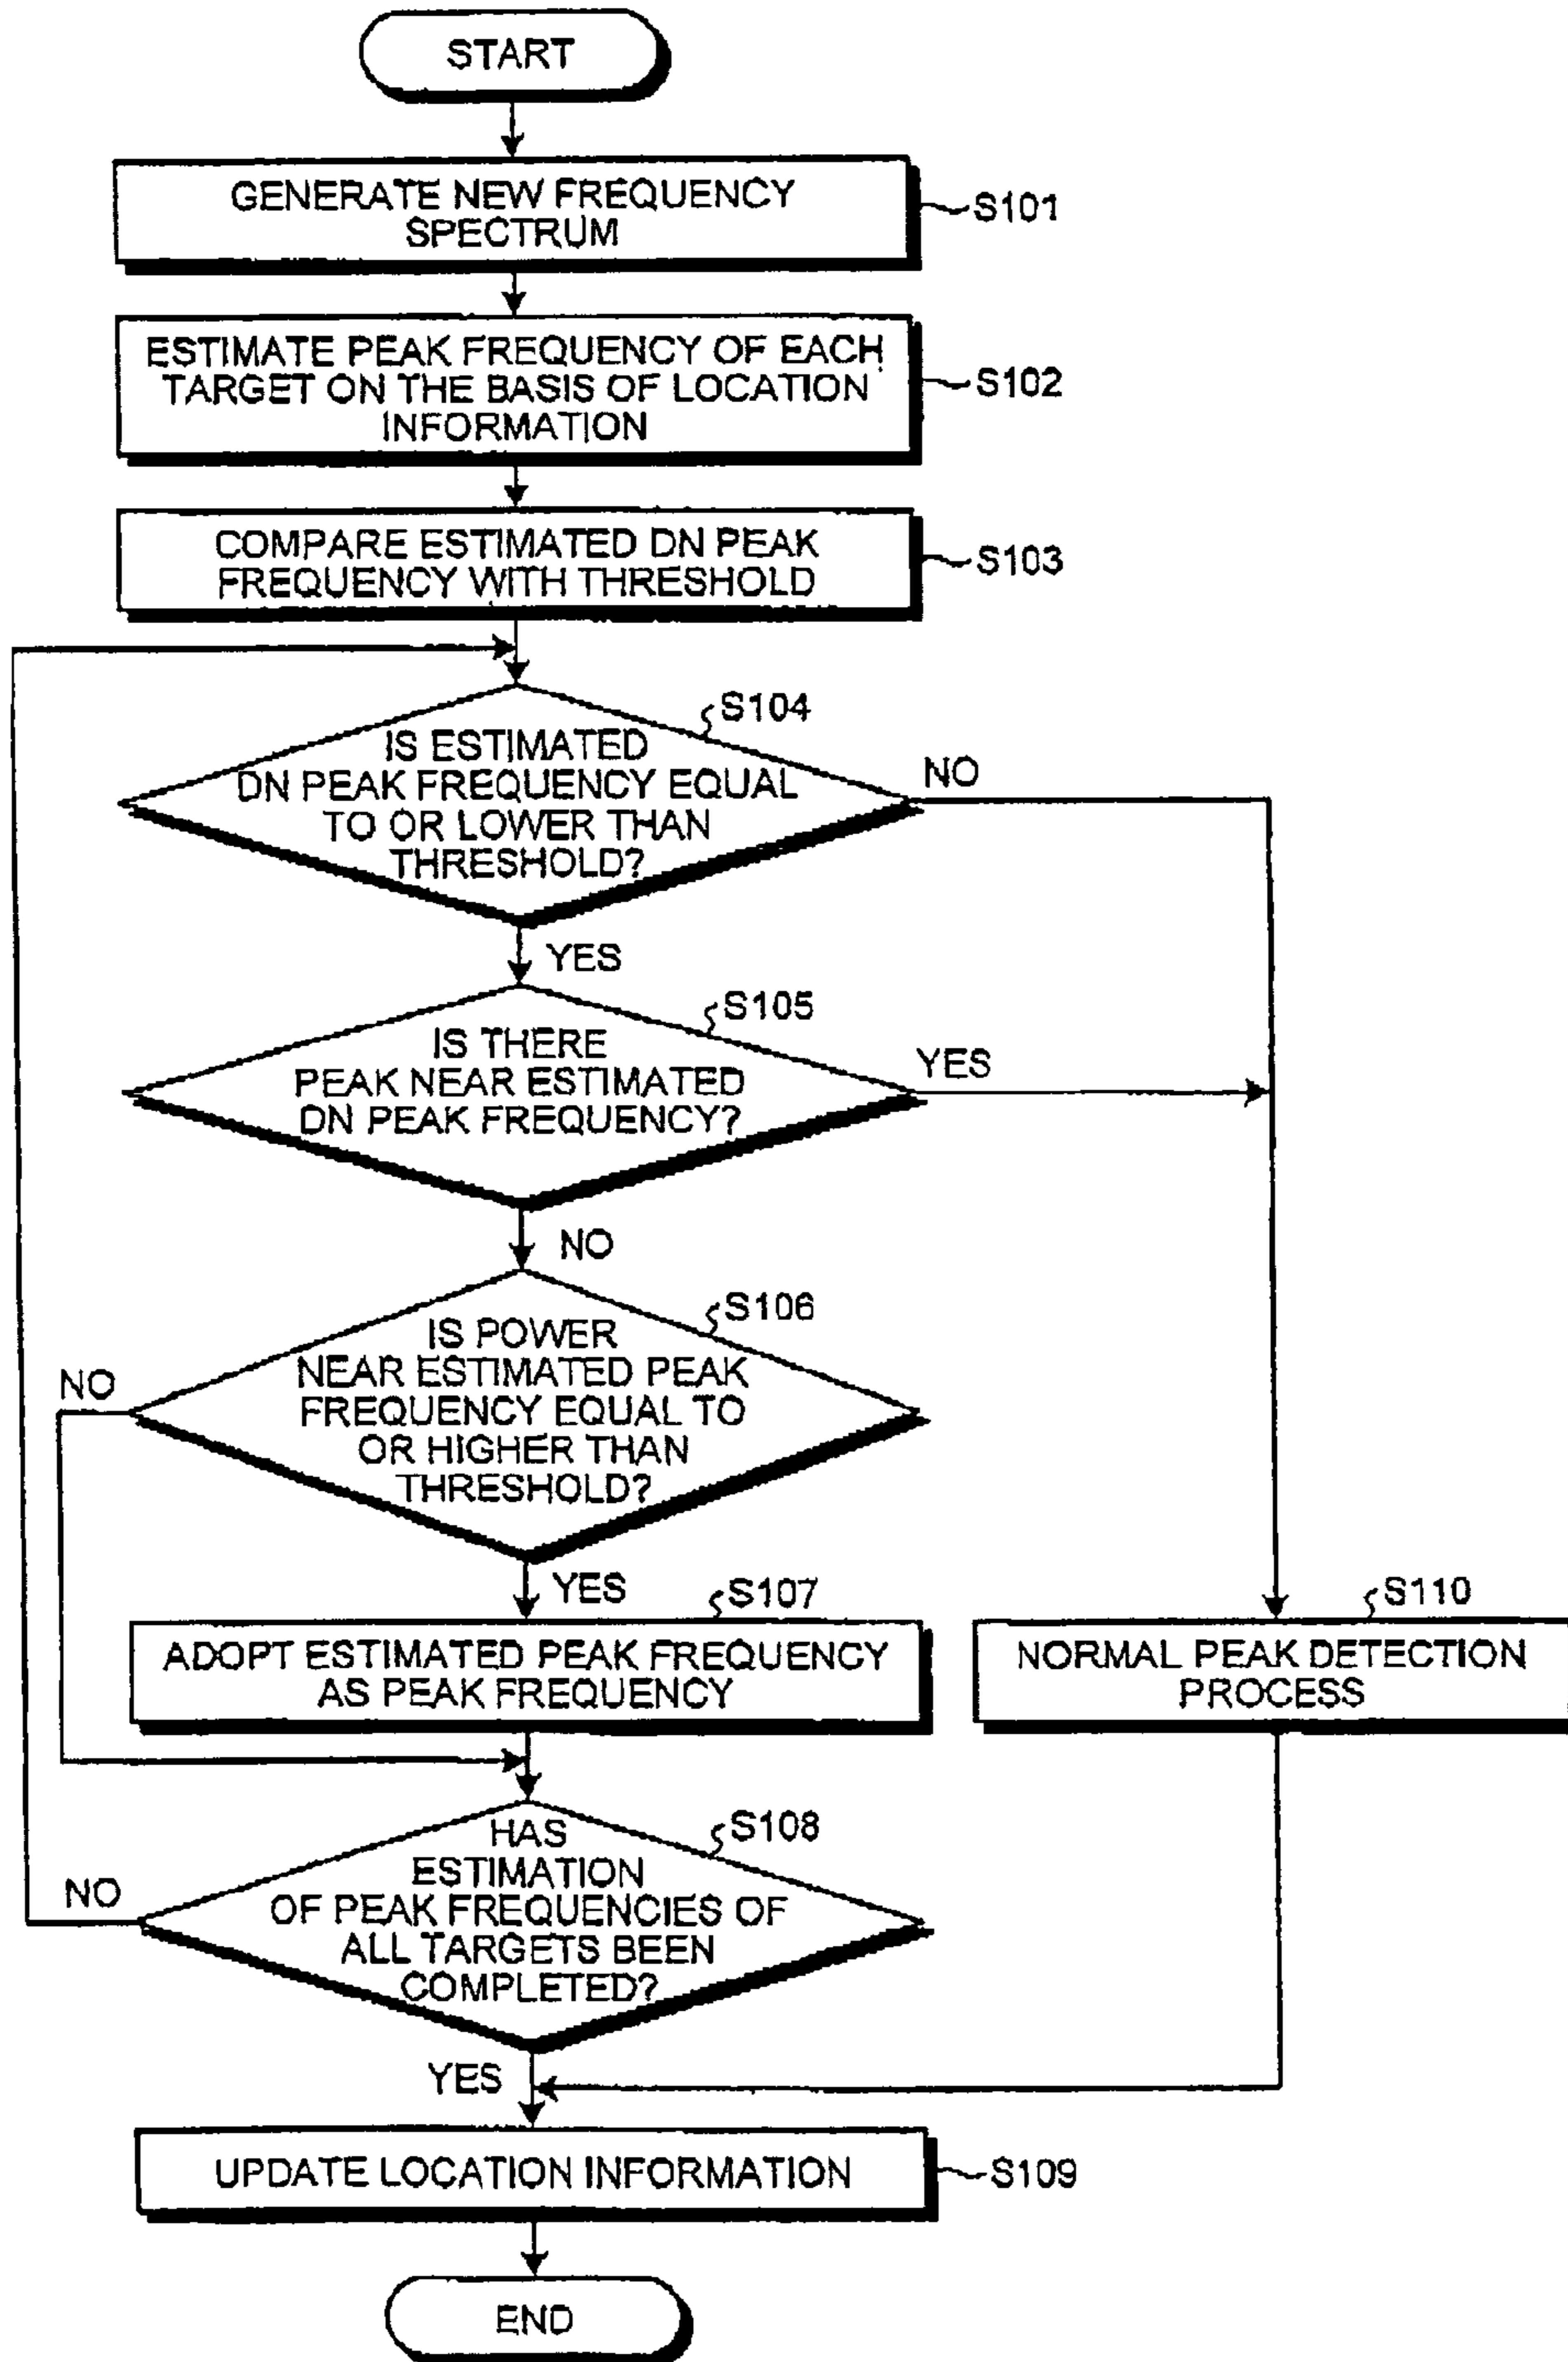 START
GENERATE NEW FREQUENCY
SPECTRUM
S101
ESTIMATE PEAK FREQUENCY OF EACH
TARGET ON THE BASIS OF LOCATION
INFORMATION
S102
COMPARE ESTIMATED DN PEAK
FREQUENCY WITH THRESHOLD
S103
S104
IS ESTIMATED
DN PEAK FREQUENCY EQUAL
TO OR LOWER THAN
THRESHOLD?
NO
YES
S105
IS THERE
PEAK NEAR ESTIMATED
DN PEAK FREQUENCY?
YES
NO
S106
IS POWER
NEAR ESTIMATED PEAK
FREQUENCY EQUAL TO
OR HIGHER THAN
THRESHOLD?
NO
YES
S107
ADOPT ESTIMATED PEAK FREQUENCY
AS PEAK FREQUENCY
S110
NORMAL PEAK DETECTION
PROCESS
S108
HAS
ESTIMATION
OF PEAK FREQUENCIES OF
ALL TARGETS BEEN
COMPLETED?
NO
YES
UPDATE LOCATION INFORMATION
S109
END